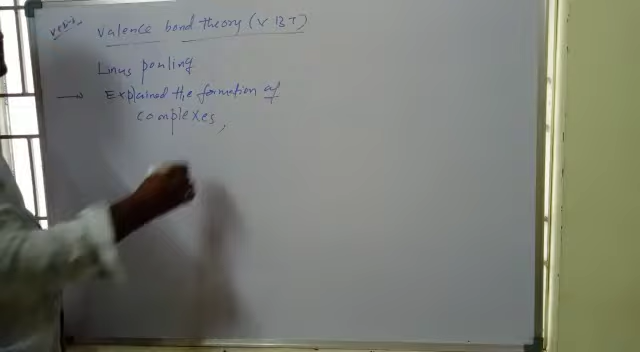 Valence bond theory (VBT)
Linus pauling
→ Explained the formation of
complexes,